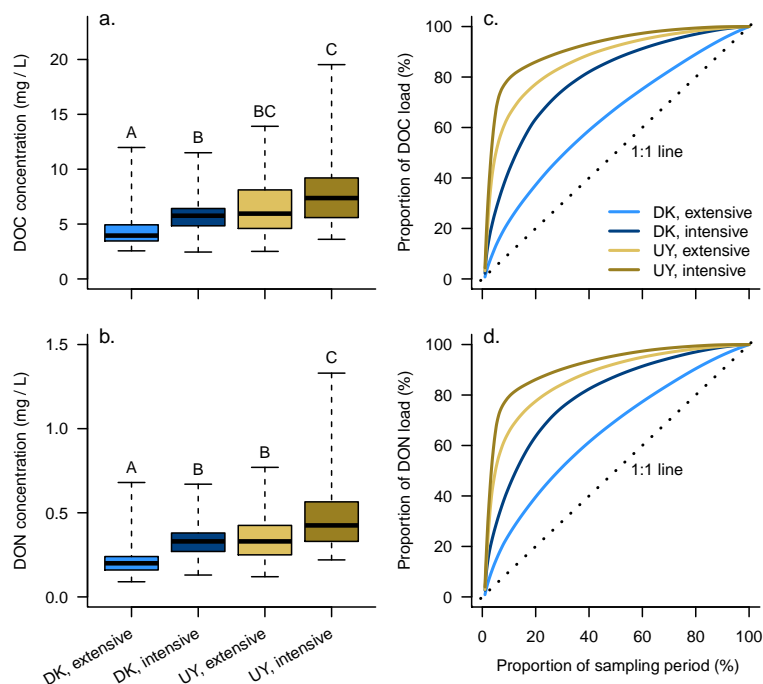 a.
DOC concentration (mg / L)
20
15
10
5
0
A
B
BC
C
c.
Proportion of DOC load (%)
100
80
60
40
20
0
1:1 line
DK, extensive
DK, intensive
UY, extensive
UY, intensive
b.
DON concentration (mg / L)
1.5
1.0
0.5
0.0
A
B
B
C
DK, extensive
DK, intensive
UY, extensive
UY, intensive
d.
Proportion of DON load (%)
100
80
60
40
20
0
1:1 line
0 20 40 60 80 100
Proportion of sampling period (%)